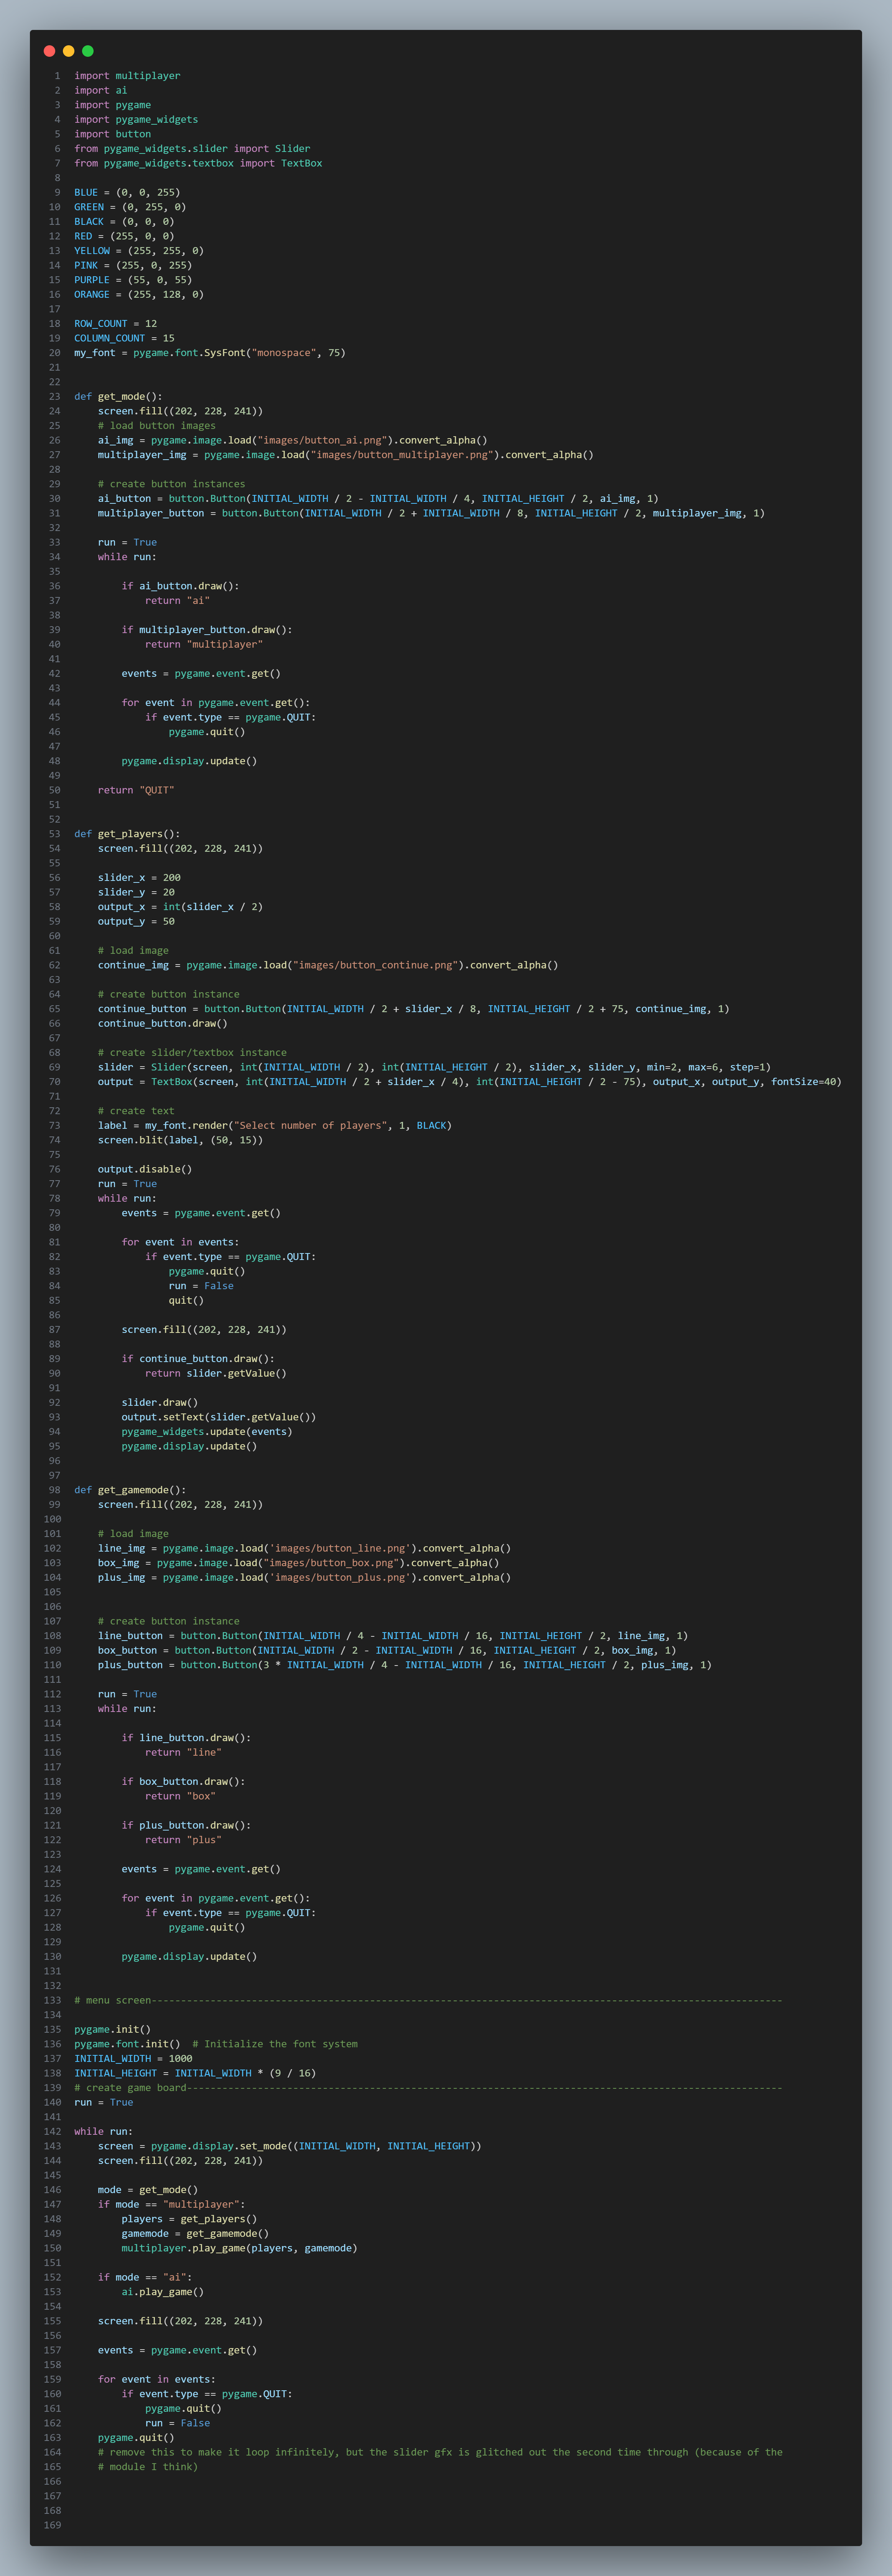 1 import multiplayer
2 import ai
3 import pygame
4 import pygame_widgets
5 import button
6 from pygame_widgets.slider import Slider
7 from pygame_widgets.textbox import TextBox
8
9 BLUE = (0, 0, 255)
10 GREEN = (0, 255, 0)
11 BLACK = (0, 0, 0)
12 RED = (255, 0, 0)
13 YELLOW = (255, 255, 0)
14 PINK = (255, 0, 255)
15 PURPLE = (55, 0, 55)
16 ORANGE = (255, 128, 0)
17
18 ROW_COUNT = 12
19 COLUMN_COUNT = 15
20 my_font = pygame.font.SysFont("monospace", 75)
21
22
23 def get_mode():
24     screen.fill((202, 228, 241))
25     # load button images
26     ai_img = pygame.image.load("images/button_ai.png").convert_alpha()
27     multiplayer_img = pygame.image.load("images/button_multiplayer.png").convert_alpha()
28
29     # create button instances
30     ai_button = button.Button(INITIAL_WIDTH / 2 - INITIAL_WIDTH / 4, INITIAL_HEIGHT / 2, ai_img, 1)
31     multiplayer_button = button.Button(INITIAL_WIDTH / 2 + INITIAL_WIDTH / 8, INITIAL_HEIGHT / 2, multiplayer_img, 1)
32
33     run = True
34     while run:
35
36         if ai_button.draw():
37             return "ai"
38
39         if multiplayer_button.draw():
40             return "multiplayer"
41
42         events = pygame.event.get()
43
44         for event in pygame.event.get():
45             if event.type == pygame.QUIT:
46                 pygame.quit()
47
48         pygame.display.update()
49
50     return "QUIT"
51
52
53 def get_players():
54     screen.fill((202, 228, 241))
55
56     slider_x = 200
57     slider_y = 20
58     output_x = int(slider_x / 2)
59     output_y = 50
60
61     # load image
62     continue_img = pygame.image.load("images/button_continue.png").convert_alpha()
63
64     # create button instance
65     continue_button = button.Button(INITIAL_WIDTH / 2 + slider_x / 8, INITIAL_HEIGHT / 2 + 75, continue_img, 1)
66     continue_button.draw()
67
68     # create slider/textbox instance
69     slider = Slider(screen, int(INITIAL_WIDTH / 2), int(INITIAL_HEIGHT / 2), slider_x, slider_y, min=2, max=6, step=1)
70     output = TextBox(screen, int(INITIAL_WIDTH / 2 + slider_x / 4), int(INITIAL_HEIGHT / 2 - 75), output_x, output_y, fontSize=40)
71
72     # create text
73     label = my_font.render("Select number of players", 1, BLACK)
74     screen.blit(label, (50, 15))
75
76     output.disable()
77     run = True
78     while run:
79         events = pygame.event.get()
80
81         for event in events:
82             if event.type == pygame.QUIT:
83                 pygame.quit()
84                 run = False
85                 quit()
86
87         screen.fill((202, 228, 241))
88
89         if continue_button.draw():
90             return slider.getValue()
91
92         slider.draw()
93         output.setText(slider.getValue())
94         pygame_widgets.update(events)
95         pygame.display.update()
96
97
98 def get_gamemode():
99     screen.fill((202, 228, 241))
100
101     # load image
102     line_img = pygame.image.load('images/button_line.png').convert_alpha()
103     box_img = pygame.image.load("images/button_box.png").convert_alpha()
104     plus_img = pygame.image.load('images/button_plus.png').convert_alpha()
105
106
107     # create button instance
108     line_button = button.Button(INITIAL_WIDTH / 4 - INITIAL_WIDTH / 16, INITIAL_HEIGHT / 2, line_img, 1)
109     box_button = button.Button(INITIAL_WIDTH / 2 - INITIAL_WIDTH / 16, INITIAL_HEIGHT / 2, box_img, 1)
110     plus_button = button.Button(3 * INITIAL_WIDTH / 4 - INITIAL_WIDTH / 16, INITIAL_HEIGHT / 2, plus_img, 1)
111
112     run = True
113     while run:
114
115         if line_button.draw():
116             return "line"
117
118         if box_button.draw():
119             return "box"
120
121         if plus_button.draw():
122             return "plus"
123
124         events = pygame.event.get()
125
126         for event in pygame.event.get():
127             if event.type == pygame.QUIT:
128                 pygame.quit()
129
130         pygame.display.update()
131
132
133 # menu screen-----------------------------------------------------------------------------------------------------------
134
135 pygame.init()
136 pygame.font.init()  # Initialize the font system
137 INITIAL_WIDTH = 1000
138 INITIAL_HEIGHT = INITIAL_WIDTH * (9 / 16)
139 # create game board-----------------------------------------------------------------------------------------------------
140 run = True
141
142 while run:
143     screen = pygame.display.set_mode((INITIAL_WIDTH, INITIAL_HEIGHT))
144     screen.fill((202, 228, 241))
145
146     mode = get_mode()
147     if mode == "multiplayer":
148         players = get_players()
149         gamemode = get_gamemode()
150         multiplayer.play_game(players, gamemode)
151
152     if mode == "ai":
153         ai.play_game()
154
155     screen.fill((202, 228, 241))
156
157     events = pygame.event.get()
158
159     for event in events:
160         if event.type == pygame.QUIT:
161             pygame.quit()
162             run = False
163     pygame.quit()
164     # remove this to make it loop infinitely, but the slider gfx is glitched out the second time through (because of the
165     # module I think)
166
167
168
169